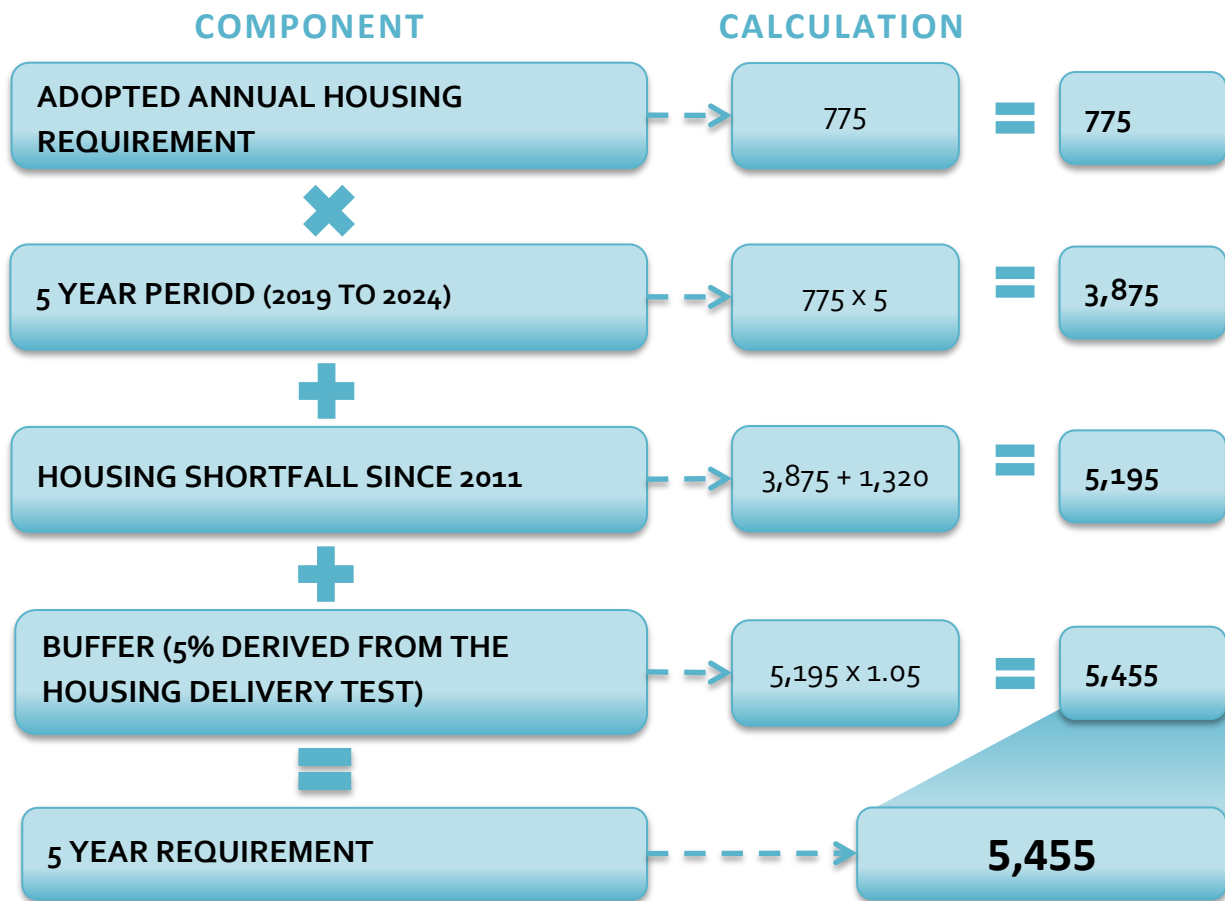 COMPONENT CALCULATION
ADOPTED ANNUAL HOUSING
REQUIREMENT
775 = 775
×
5 YEAR PERIOD (2019 TO 2024)
775 x 5 = 3,875
+
HOUSING SHORTFALL SINCE 2011
3,875 + 1,320 = 5,195
+
BUFFER (5% DERIVED FROM THE
HOUSING DELIVERY TEST)
5,195 x 1.05 = 5,455
=
5 YEAR REQUIREMENT
5,455